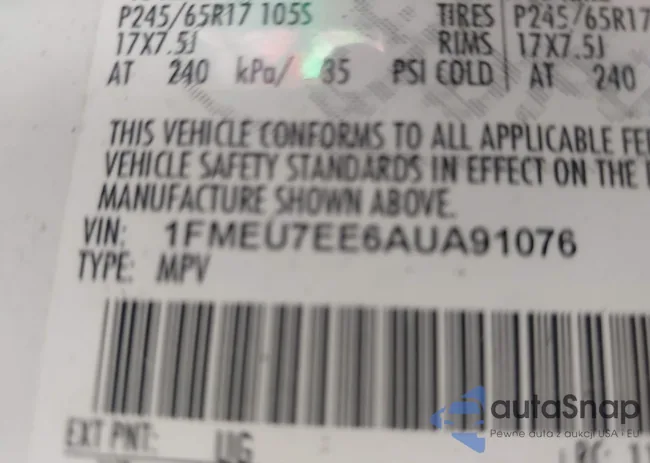 P245/65R17 105S TIRES P245/65R17
17X7.5J RIMS 17X7.5J
AT 240 kPa/ 35 PSI COLD AT 240
THIS VEHICLE CONFORMS TO ALL APPLICABLE FE
VEHICLE SAFETY STANDARDS IN EFFECT ON THE
MANUFACTURE SHOWN ABOVE.
VIN: 1FMEU7EE6AUA91076
TYPE: MPV
EXT PNT: UG
RC:
autaSnap
Pewne auta z aukcji USA i EU